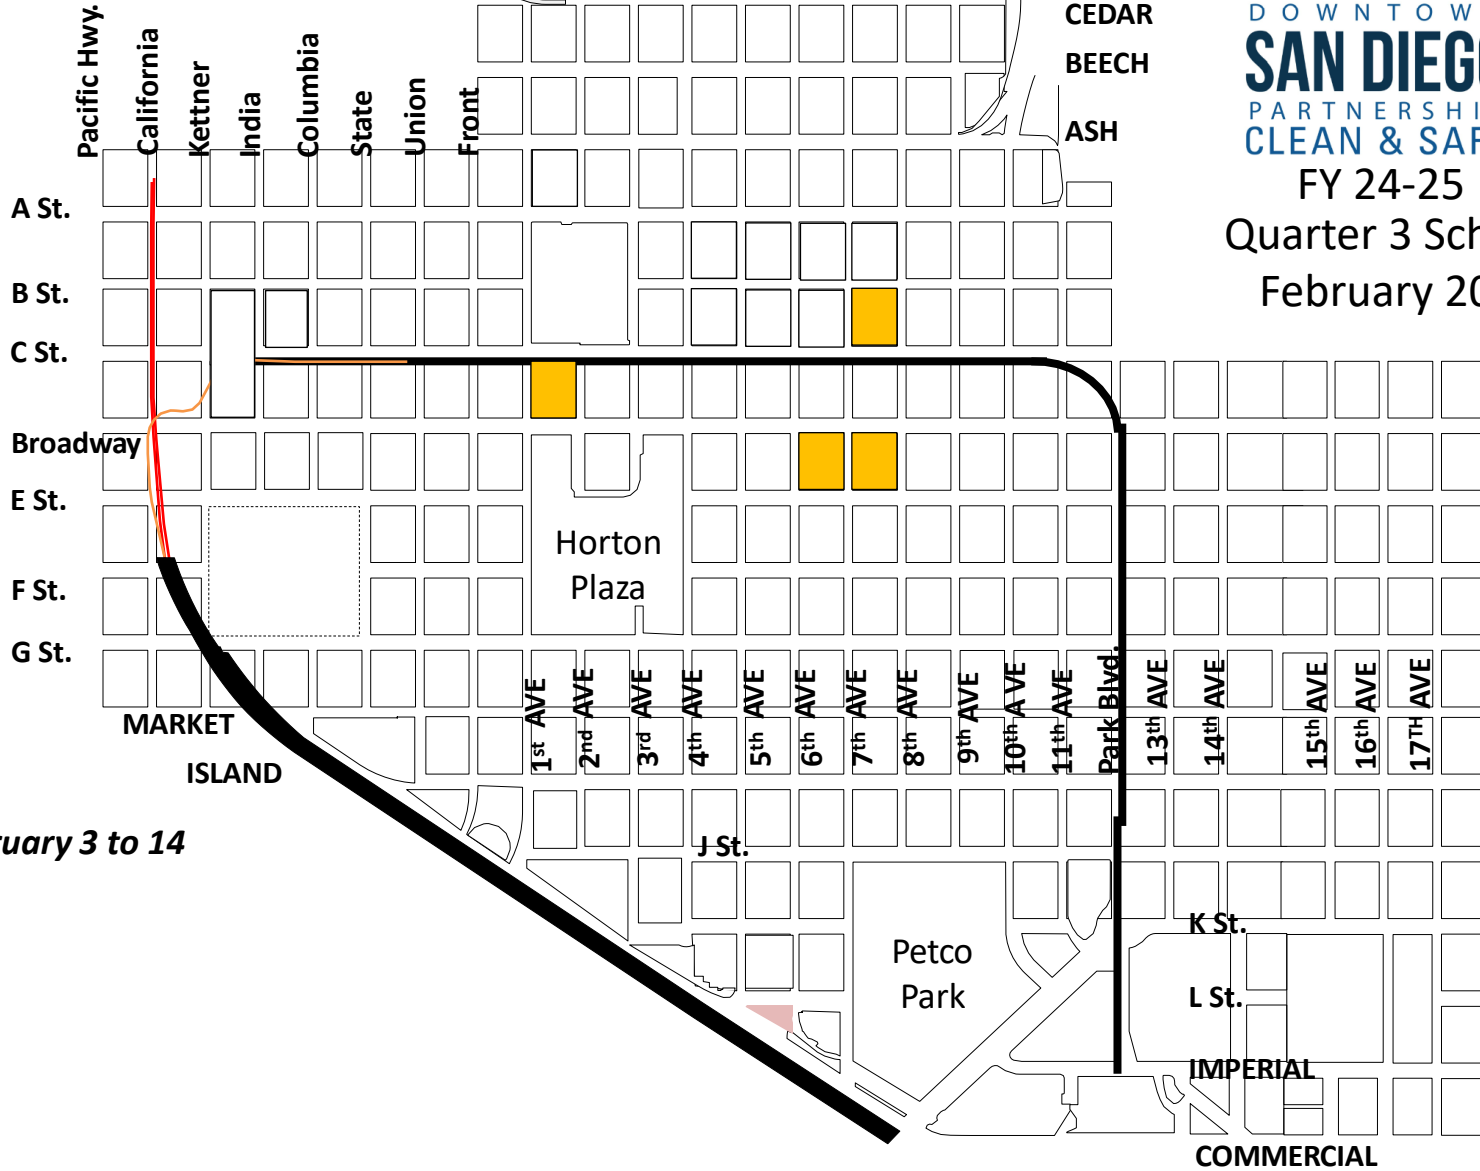 CEDAR
BEECH
ASH
DOWNTOW
SAN DIEG
PARTNERSHI
CLEAN & SAF
FY 24-25
Quarter 3 Sch
February 20
Pacific Hwy.
California
Kettner
India
Columbia
State
Union
Front
A St.
B St.
C St.
Broadway
E St.
F St.
G St.
MARKET
ISLAND
Horton
Plaza
1st AVE
2nd AVE
3rd AVE
4th AVE
5th AVE
6th AVE
7th AVE
8th AVE
9th AVE
10th A VE
11th AVE
Park Blvd.
13th AVE
14th AVE
15th AVE
16th AVE
17TH AVE
uary 3 to 14
J St.
K St.
Petco
Park
L St.
IMPERIAL
COMMERCIAL